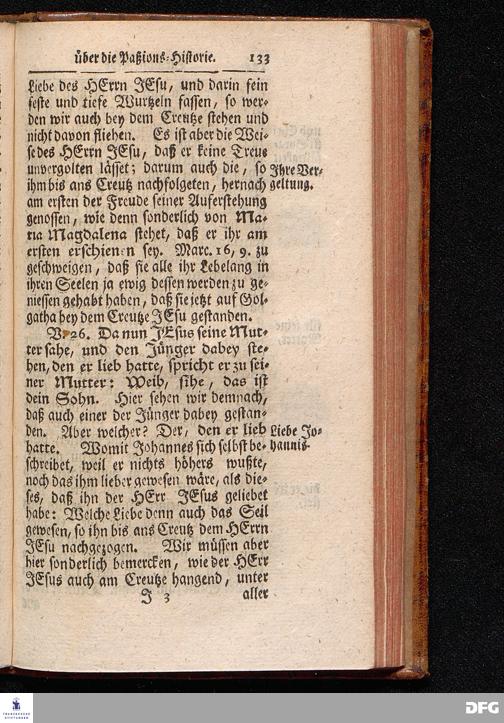 über die Paßions-Historie. 133
Liebe des HErrn JEsu, und darin fein
feste und tiefe Wurtzeln fassen, so wer-
den wir auch bey dem Creutze stehen und
nicht davon fliehen. Es ist aber die Wei-
se des HErrn JEsu, daß er keine Treue
unvergolten lässet; darum auch die, so
ihm bis ans Creutz nachfolgeten, hernach
am ersten der Freude seiner Auferstehung
genossen, wie denn sonderlich von Ma-
ria Magdalena stehet, daß er ihr am
ersten erschienen sey. Marc. 16, 9. zu
geschweigen, daß sie alle ihr Lebelang in
ihren Seelen ja ewig dessen werden zu ge-
niessen gehabt haben, daß sie jetzt auf Gol-
gatha bey dem Creutze JEsu gestanden.
Ihre Ver-
geltung.
V. 26. Da nun JEsus seine Mut-
ter sahe, und den Jünger dabey ste-
hen, den er lieb hatte, spricht er zu sei-
ner Mutter: Weib, sihe, das ist
dein Sohn. Hier sehen wir demnach,
daß auch einer der Jünger dabey gestan-
den. Aber welcher? Der, den er lieb
hatte. Womit Johannes sich selbst be-
schreibet, weil er nichts höhers wußte,
noch das ihm lieber gewesen wäre, als die-
ses, daß ihn der HErr JEsus geliebet
habe: Welche Liebe denn auch das Seil
gewesen, so ihn bis ans Creutz dem HErrn
JEsu nachgezogen. Wir müssen aber
hier sonderlich bemercken, wie der HErr
JEsus auch am Creutze hangend, unter
Liebe Jo-
hannis
J 3 aller
FRANCKESCHE
STIFTUNGEN
DFG